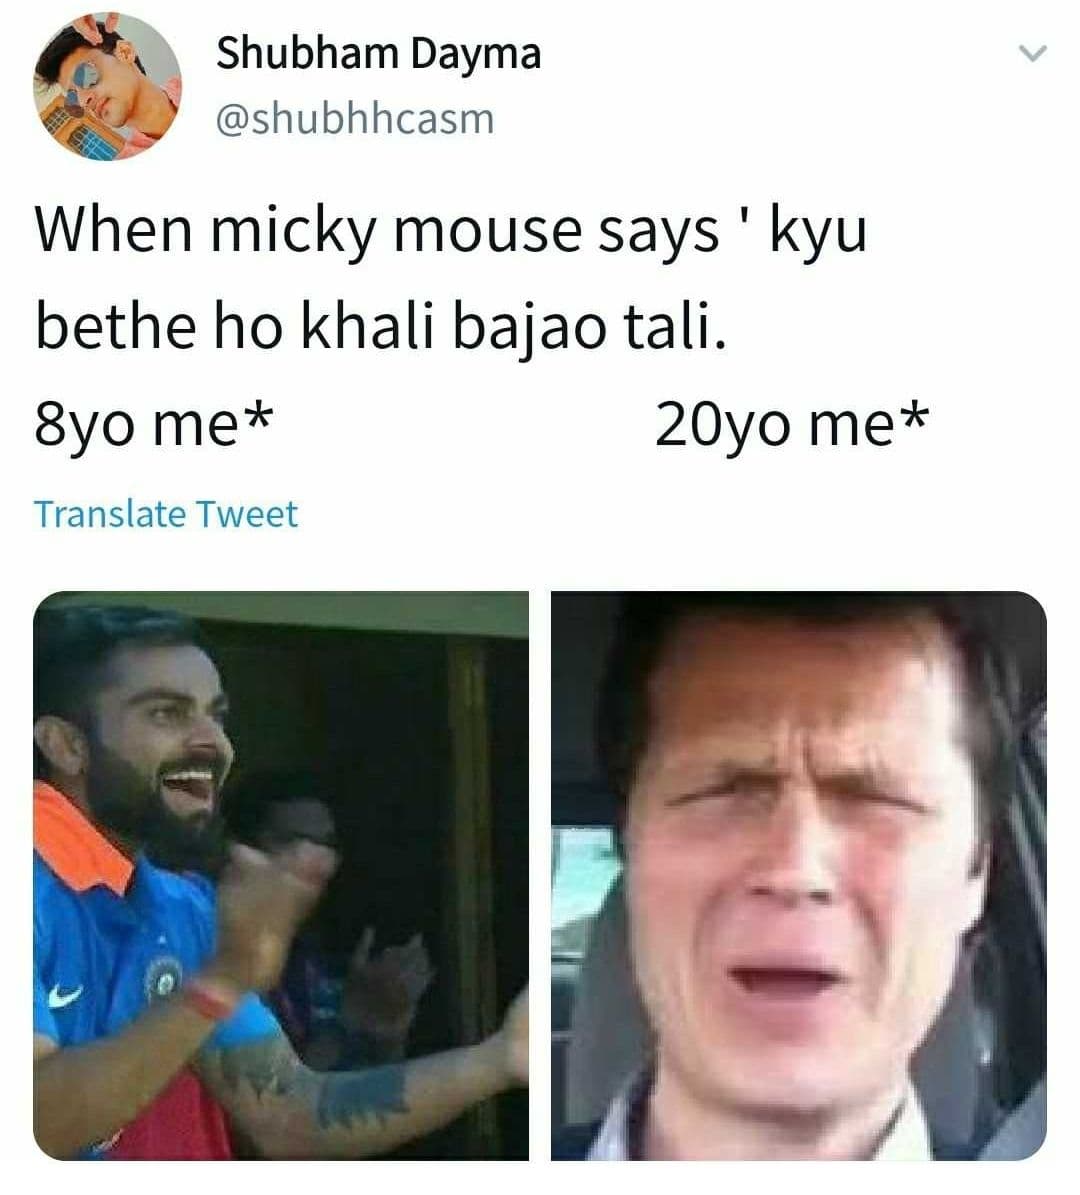 Shubham Dayma
@shubhhcasm
When micky mouse says ' kyu
bethe ho khali bajao tali.
8yo me* 20yo me*
Translate Tweet